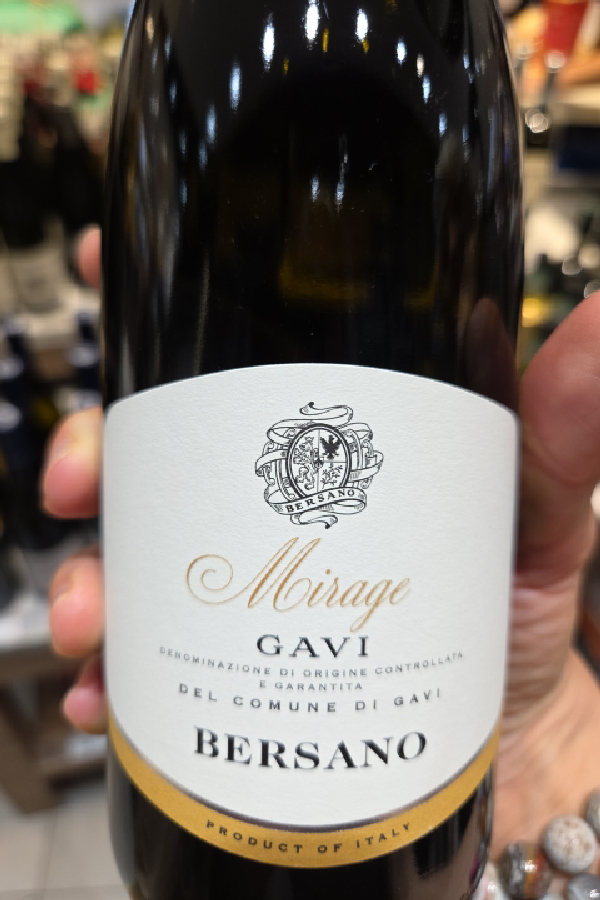 BERSANO
Mirage
GAVI
DENOMINAZIONE DI ORIGINE CONTROLLATA
E GARANTITA
DEL COMUNE DI GAVI
BERSANO
PRODUCT OF ITALY